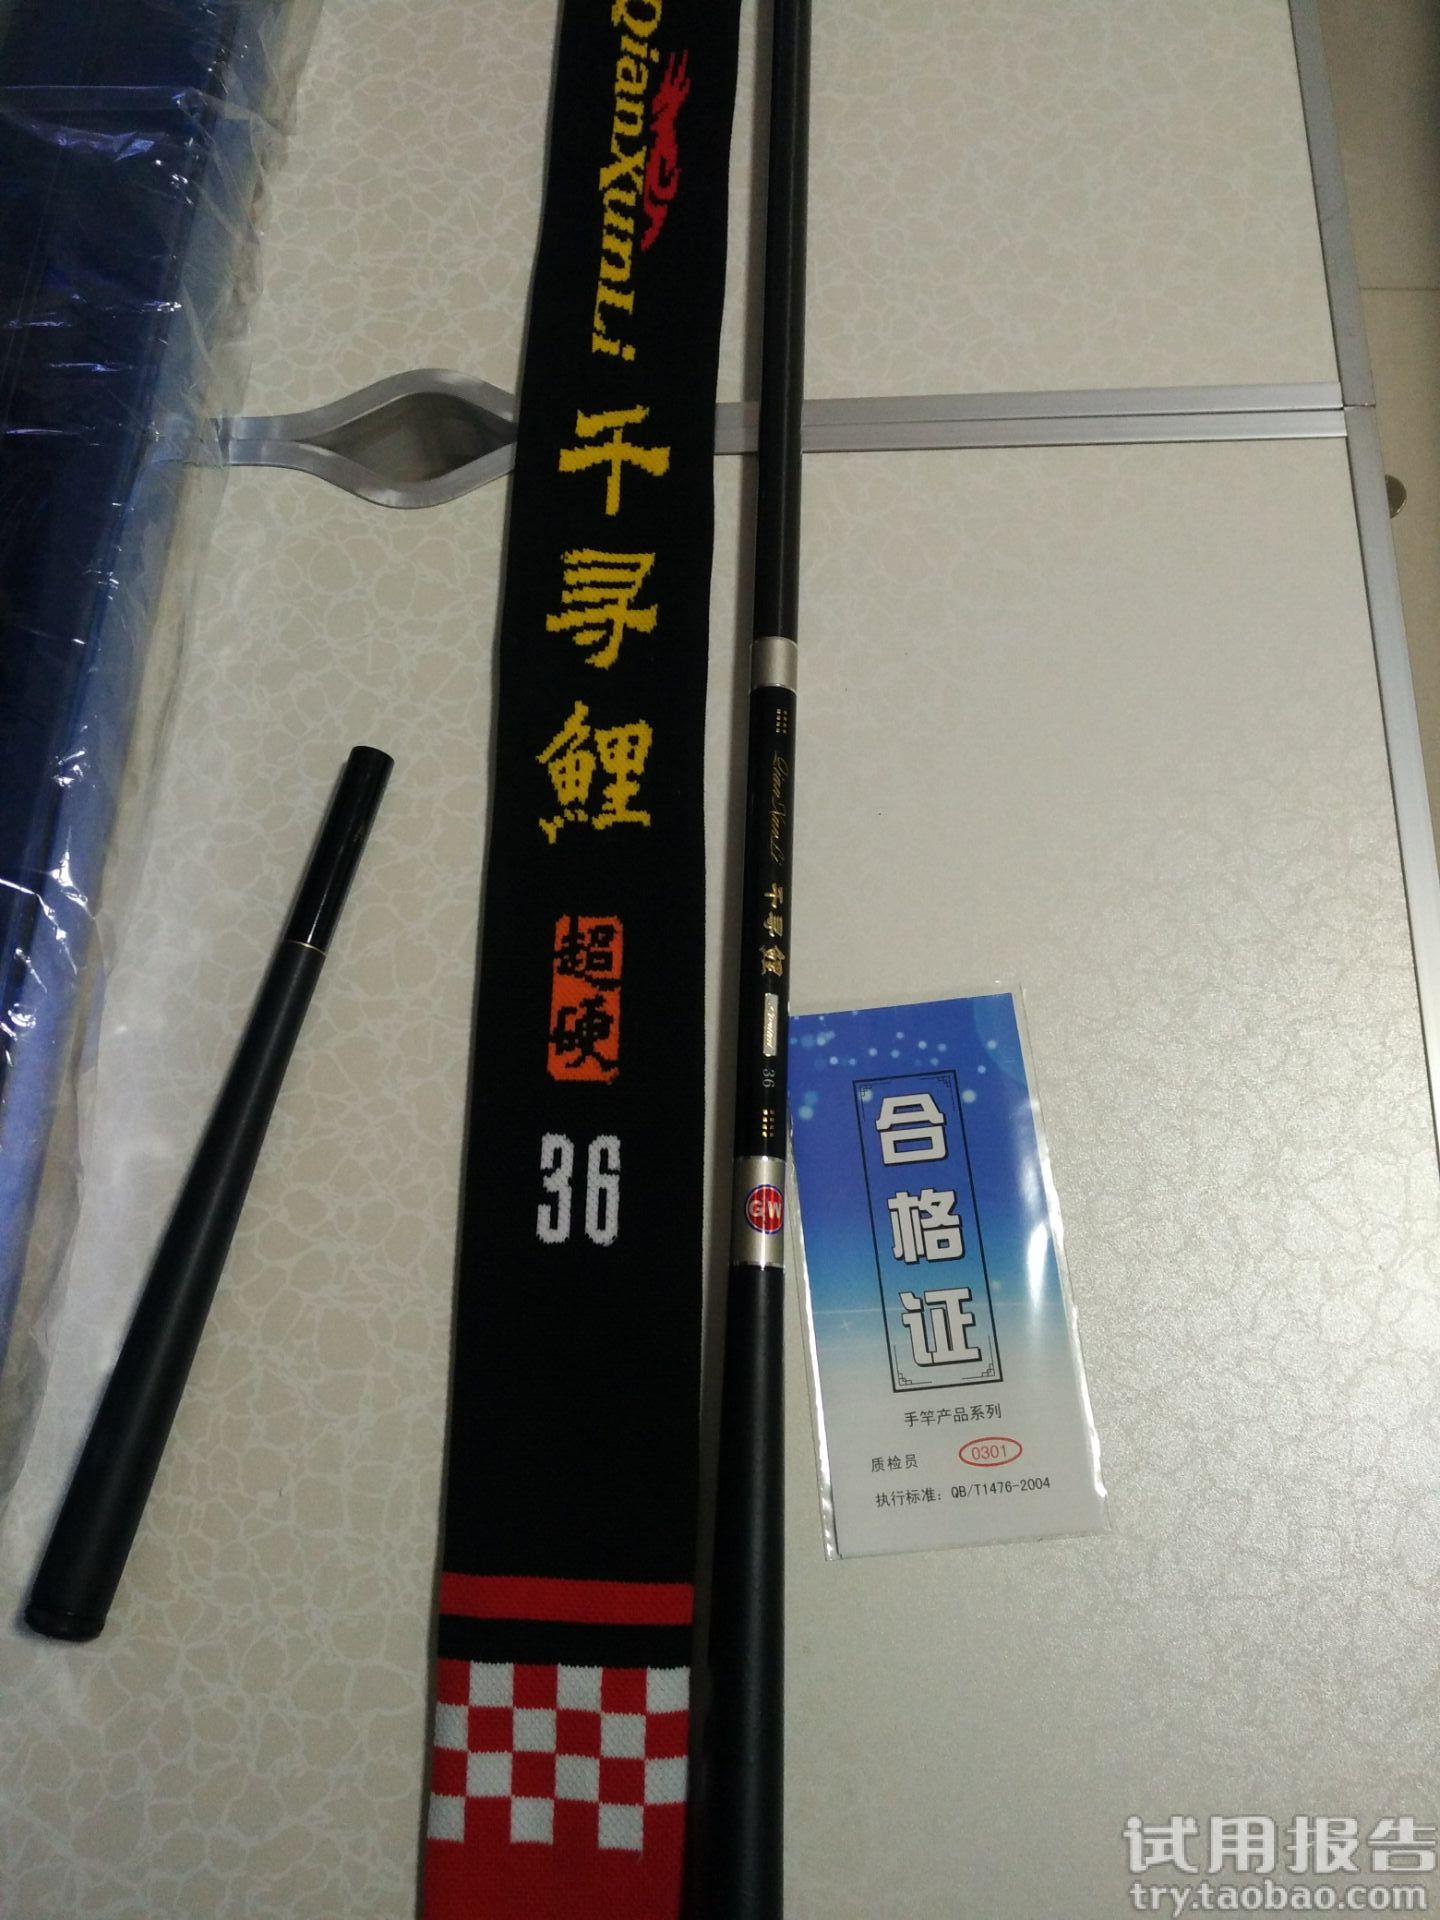 QianXunLi
千寻鲤
超硬
36
QianXunLi
千寻鲤
36
GW
合格证
手竿产品系列
质检员 0301
执行标准：QB/T1476-2004
试用报告
try.taobao.com